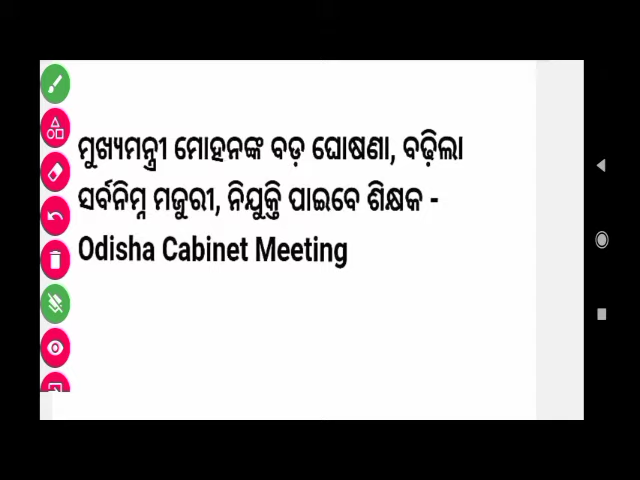 ମୁଖ୍ୟମନ୍ତ୍ରୀ ମୋହନଙ୍କ ବଡ଼ ଘୋଷଣା, ବଢ଼ିଲା
ସର୍ବନିମ୍ନ ମଜୁରୀ, ନିଯୁକ୍ତି ପାଇବେ ଶିକ୍ଷକ -
Odisha Cabinet Meeting